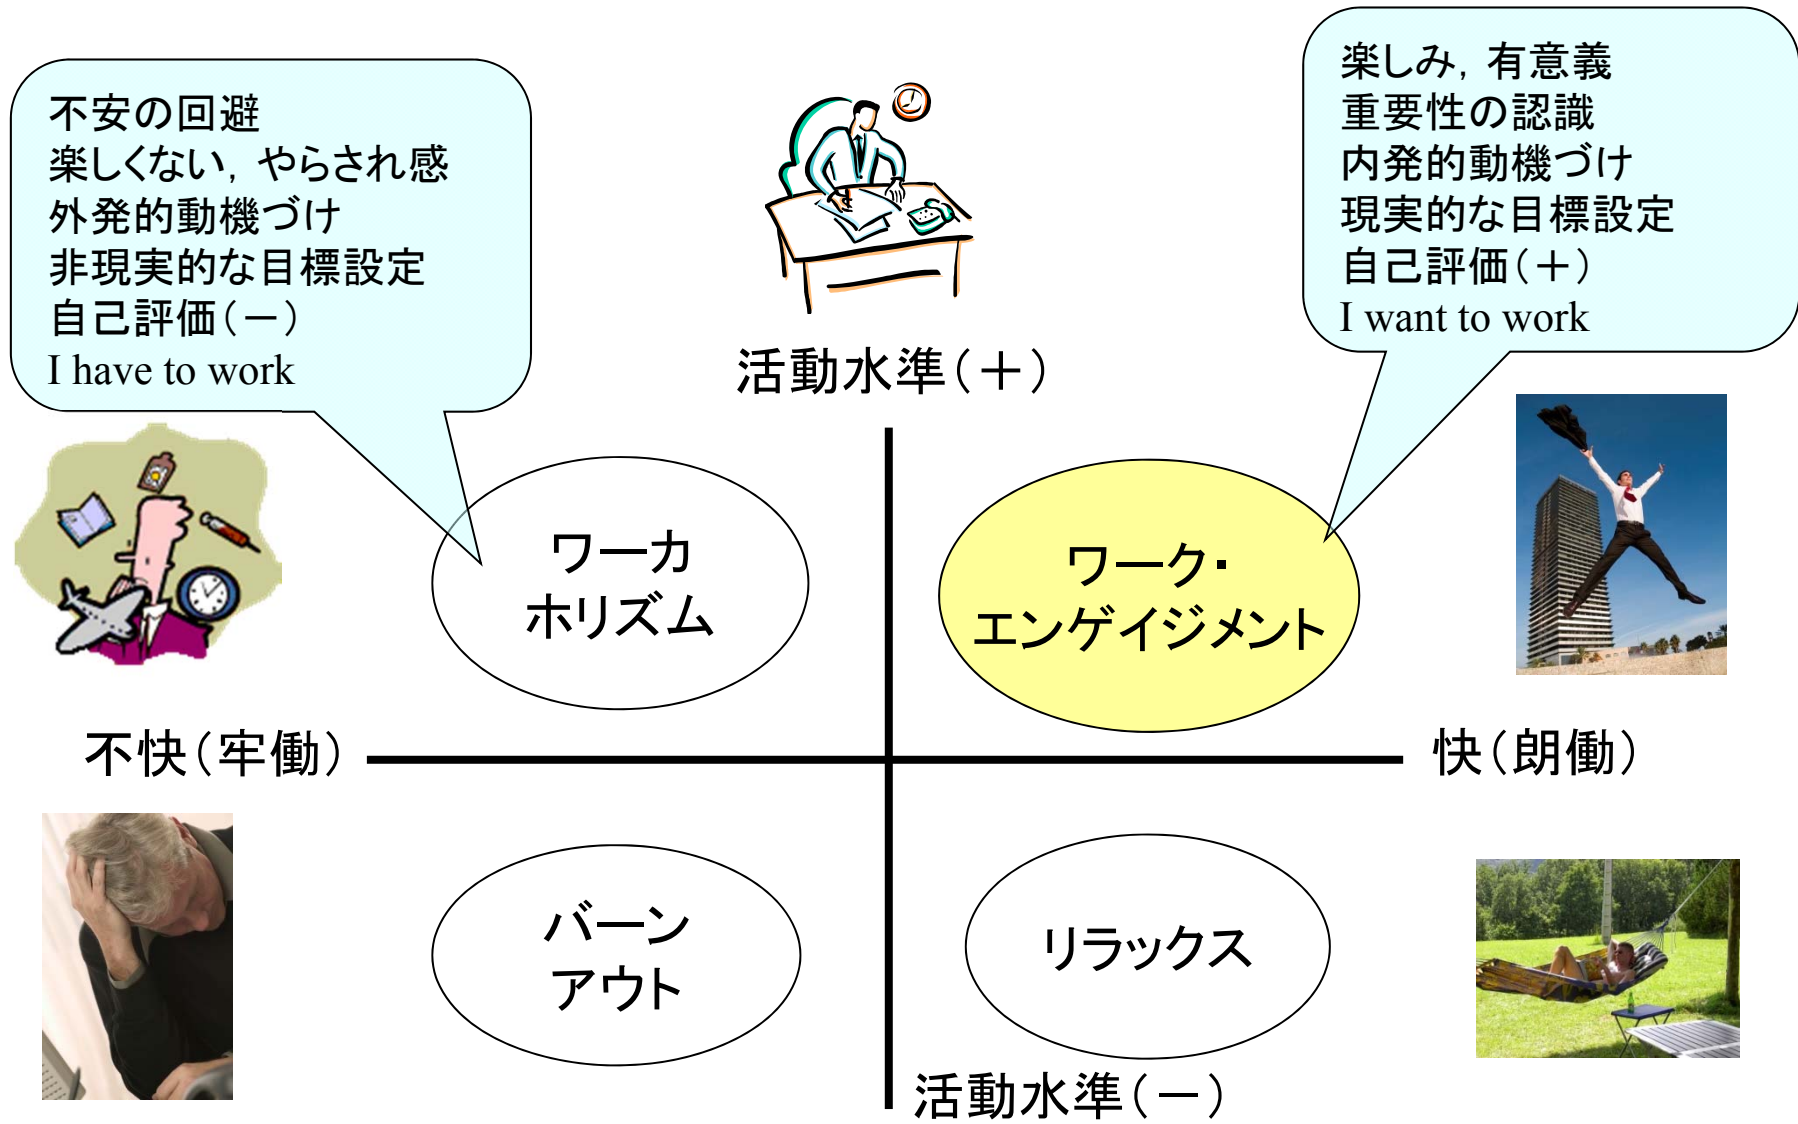 不安の回避
楽しくない，やらされ感
外発的動機づけ
非現実的な目標設定
自己評価（－）
I have to work
楽しみ，有意義
重要性の認識
内発的動機づけ
現実的な目標設定
自己評価（＋）
I want to work
活動水準（＋）
ワーカ
ホリズム
ワーク・
エンゲイジメント
不快（牢働）
快（朗働）
バーン
アウト
リラックス
活動水準（－）